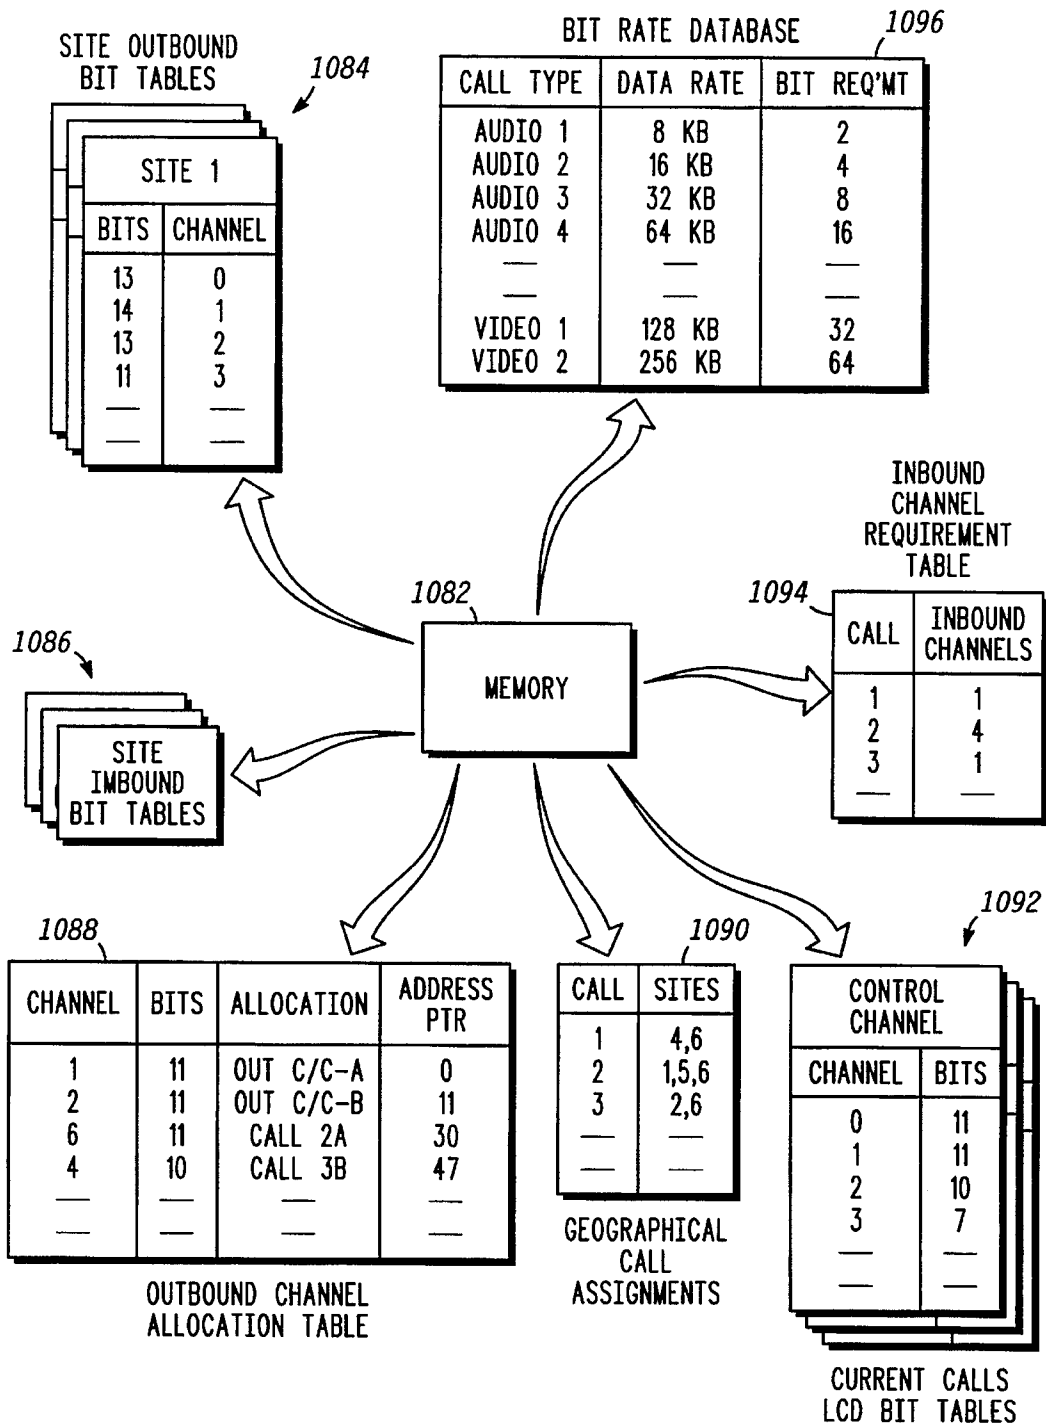 SITE OUTBOUND
BIT TABLES
1084
SITE 1
BITS CHANNEL
13 0
14 1
13 2
11 3
BIT RATE DATABASE
1096
CALL TYPE DATA RATE BIT REQ'MT
AUDIO 1 8 KB 2
AUDIO 2 16 KB 4
AUDIO 3 32 KB 8
AUDIO 4 64 KB 16
VIDEO 1 128 KB 32
VIDEO 2 256 KB 64
INBOUND
CHANNEL
REQUIREMENT
TABLE
1094
CALL INBOUND CHANNELS
1 1
2 4
3 1
1082
MEMORY
1086
SITE
IMBOUND
BIT TABLES
1088
CHANNEL BITS ALLOCATION ADDRESS PTR
1 11 OUT C/C-A 0
2 11 OUT C/C-B 11
6 11 CALL 2A 30
4 10 CALL 3B 47
OUTBOUND CHANNEL
ALLOCATION TABLE
1090
CALL SITES
1 4,6
2 1,5,6
3 2,6
GEOGRAPHICAL
CALL
ASSIGNMENTS
1092
CONTROL
CHANNEL
CHANNEL BITS
0 11
1 11
2 10
3 7
CURRENT CALLS
LCD BIT TABLES